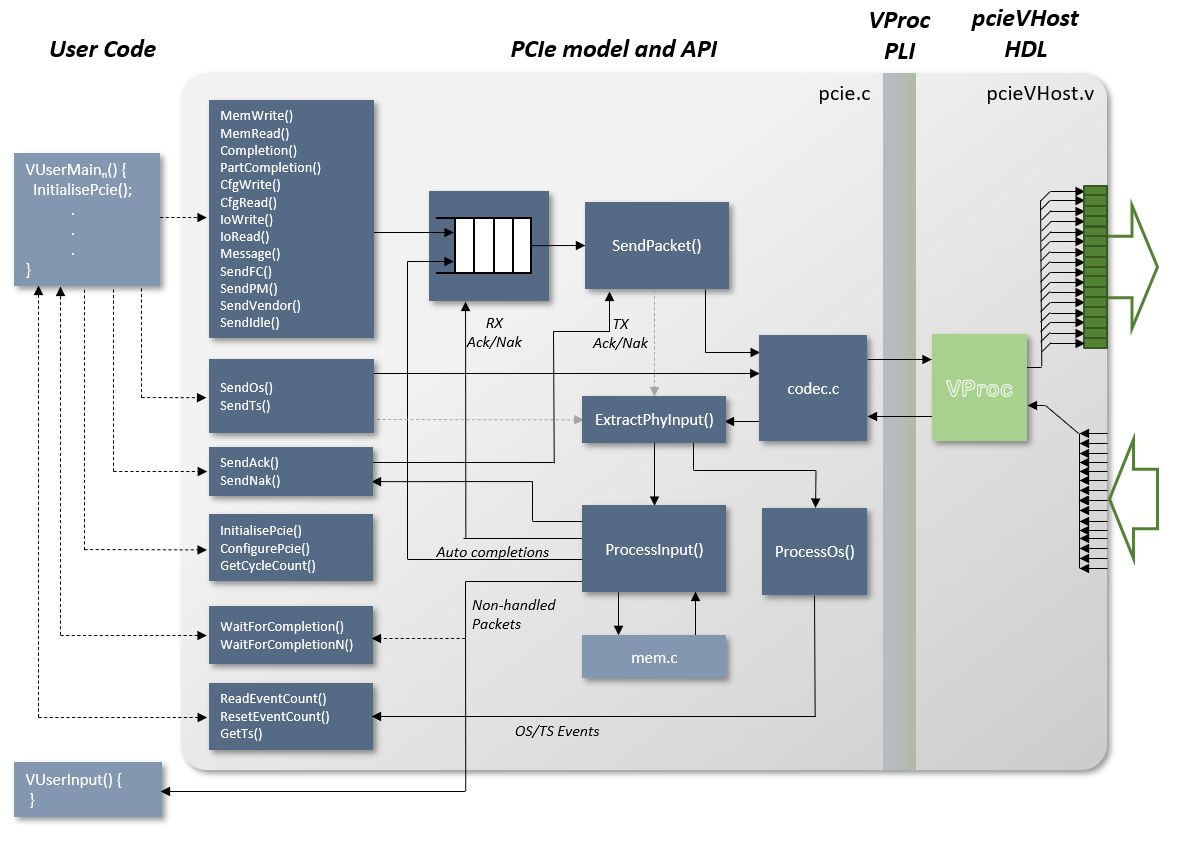 User Code
PCIe model and API
VProc
PLI
pcieVHost
HDL
pcie.c
pcieVHost.v
VUserMainn() {
InitialisePcie();
.
.
.
}
MemWrite()
MemRead()
Completion()
PartCompletion()
CfgWrite()
CfgRead()
IoWrite()
IoRead()
Message()
SendFC()
SendPM()
SendVendor()
SendIdle()
SendPacket()
RX
Ack/Nak
TX
Ack/Nak
SendOs()
SendTs()
codec.c
VProc
ExtractPhyInput()
SendAck()
SendNak()
InitialisePcie()
ConfigurePcie()
GetCycleCount()
Auto completions
ProcessInput()
ProcessOs()
WaitForCompletion()
WaitForCompletionN()
Non-handled
Packets
mem.c
ReadEventCount()
ResetEventCount()
GetTs()
OS/TS Events
VUserInput() {
}